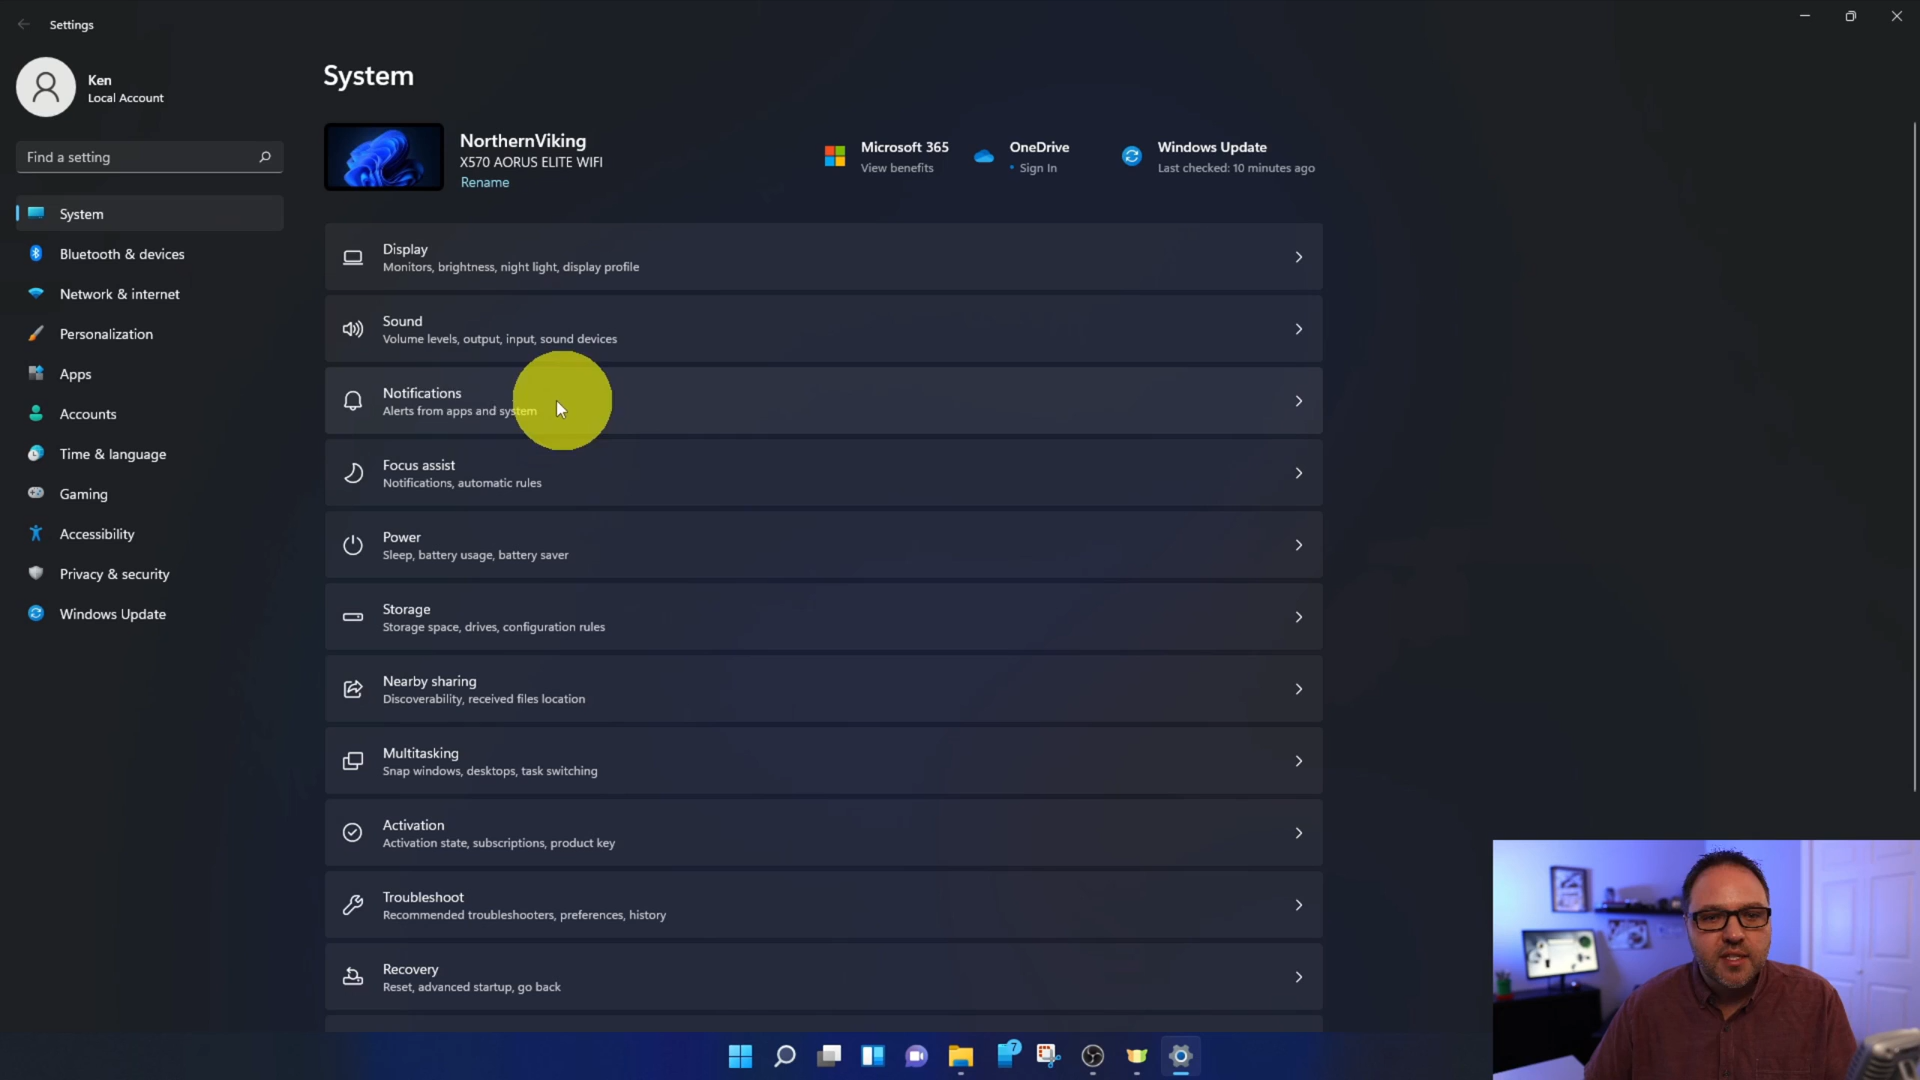 Settings
Ken
Local Account
Find a setting
System
Bluetooth & devices
Network & internet
Personalization
Apps
Accounts
Time & language
Gaming
Accessibility
Privacy & security
Windows Update
System
NorthernViking
X570 AORUS ELITE WIFI
Rename
Microsoft 365
View benefits
OneDrive
• Sign In
Windows Update
Last checked: 10 minutes ago
Display
Monitors, brightness, night light, display profile
Sound
Volume levels, output, input, sound devices
Notifications
Alerts from apps and system
Focus assist
Notifications, automatic rules
Power
Sleep, battery usage, battery saver
Storage
Storage space, drives, configuration rules
Nearby sharing
Discoverability, received files location
Multitasking
Snap windows, desktops, task switching
Activation
Activation state, subscriptions, product key
Troubleshoot
Recommended troubleshooters, preferences, history
Recovery
Reset, advanced startup, go back
7